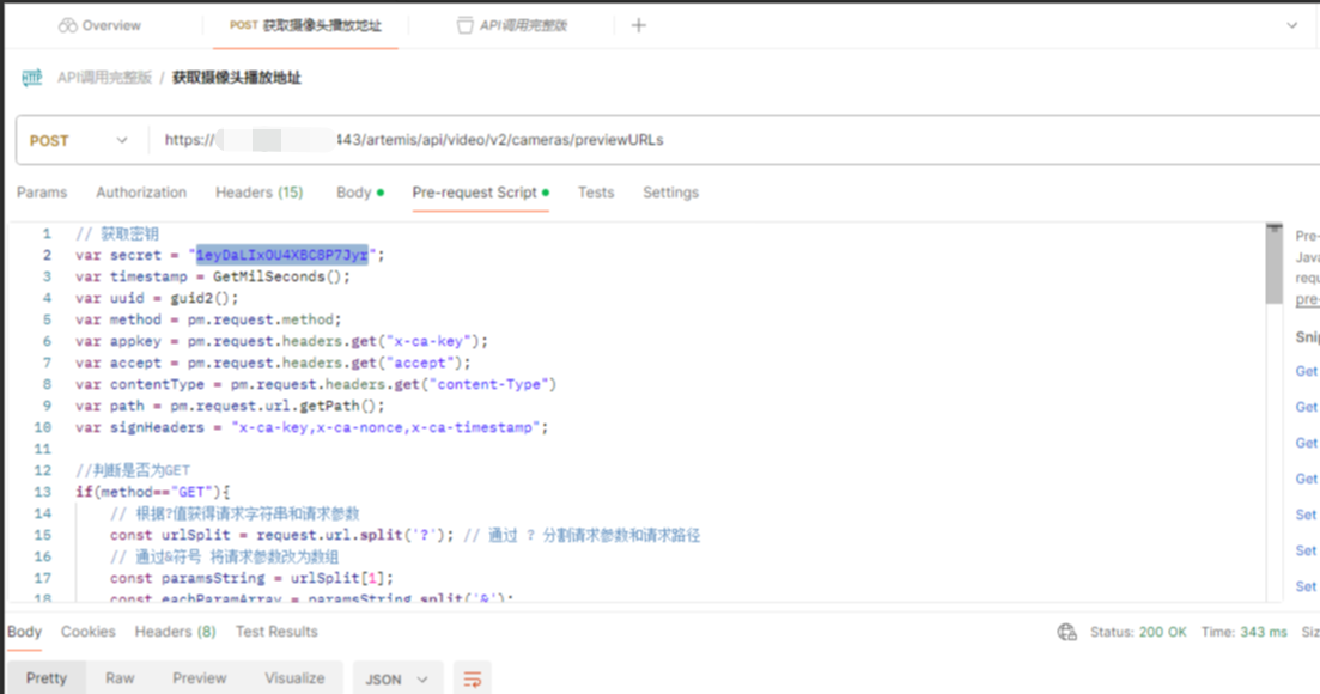 Overview
POST 获取摄像头播放地址
API调用完整版
API调用完整版 / 获取摄像头播放地址
POST
https:// 443/artemis/api/video/v2/cameras/previewURLs
Params Authorization Headers (15) Body Pre-request Script Tests Settings
1 // 获取密钥
2 var secret = "1eyDaLIxOU4XBC8P7Jyr";
3 var timestamp = GetMilSeconds();
4 var uuid = guid2();
5 var method = pm.request.method;
6 var appkey = pm.request.headers.get("x-ca-key");
7 var accept = pm.request.headers.get("accept");
8 var contentType = pm.request.headers.get("content-Type")
9 var path = pm.request.url.getPath();
10 var signHeaders = "x-ca-key,x-ca-nonce,x-ca-timestamp";
11
12 //判断是否为GET
13 if(method=="GET"){
14 // 根据?值获得请求字符串和请求参数
15 const urlSplit = request.url.split('?'); // 通过 ? 分割请求参数和请求路径
16 // 通过&符号 将请求参数改为数组
17 const paramsString = urlSplit[1];
18 const eachParamArray = paramsString.split('&');
Pre-
Java
requ
pre-
Snip
Get
Get
Get
Get
Set
Set
Set
Body Cookies Headers (8) Test Results
Status: 200 OK Time: 343 ms Siz
Pretty Raw Preview Visualize JSON